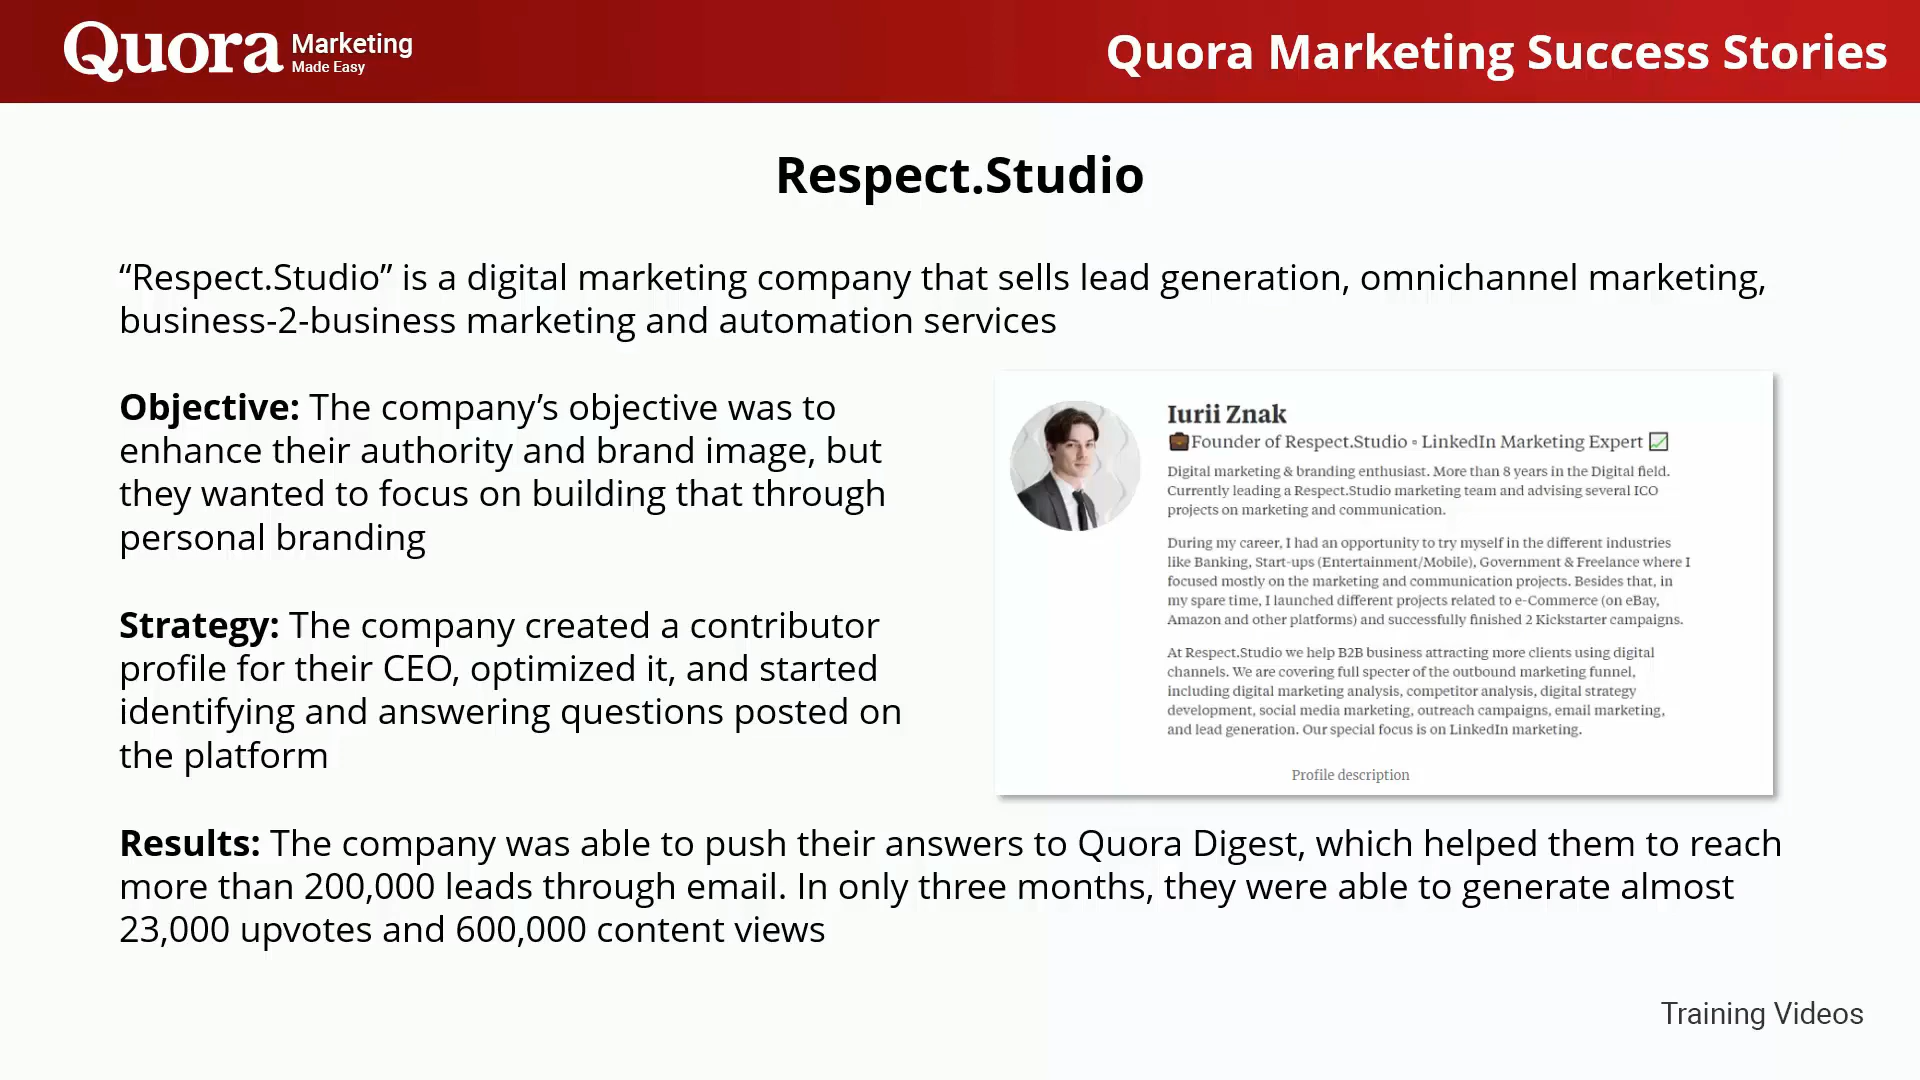 Quora Marketing
Made Easy
Quora Marketing Success Stories
Respect.Studio
“Respect.Studio” is a digital marketing company that sells lead generation, omnichannel marketing,
business-2-business marketing and automation services
Objective: The company’s objective was to
enhance their authority and brand image, but
they wanted to focus on building that through
personal branding
Strategy: The company created a contributor
profile for their CEO, optimized it, and started
identifying and answering questions posted on
the platform
Iurii Znak
💼Founder of Respect.Studio ▫ LinkedIn Marketing Expert 💹
Digital marketing & branding enthusiast. More than 8 years in the Digital field.
Currently leading a Respect.Studio marketing team and advising several ICO
projects on marketing and communication.
During my career, I had an opportunity to try myself in the different industries
like Banking, Start-ups (Entertainment/Mobile), Government & Freelance where I
focused mostly on the marketing and communication projects. Besides that, in
my spare time, I launched different projects related to e-Commerce (on eBay,
Amazon and other platforms) and successfully finished 2 Kickstarter campaigns.
At Respect.Studio we help B2B business attracting more clients using digital
channels. We are covering full specter of the outbound marketing funnel,
including digital marketing analysis, competitor analysis, digital strategy
development, social media marketing, outreach campaigns, email marketing,
and lead generation. Our special focus is on LinkedIn marketing.
Profile description
Results: The company was able to push their answers to Quora Digest, which helped them to reach
more than 200,000 leads through email. In only three months, they were able to generate almost
23,000 upvotes and 600,000 content views
Training Videos